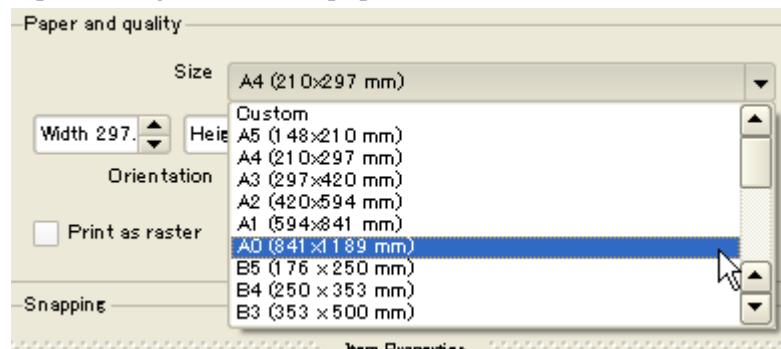 Paper and quality
Size
A4 (210x297 mm)
Custom
Width 297.
Heig
A5 (148x210 mm)
A4 (210x297 mm)
Orientation
A3 (297x420 mm)
A2 (420x594 mm)
Print as raster
A1 (594x841 mm)
A0 (841x1189 mm)
B5 (176 x 250 mm)
B4 (250 x 353 mm)
Snapping
B3 (353 x 500 mm)